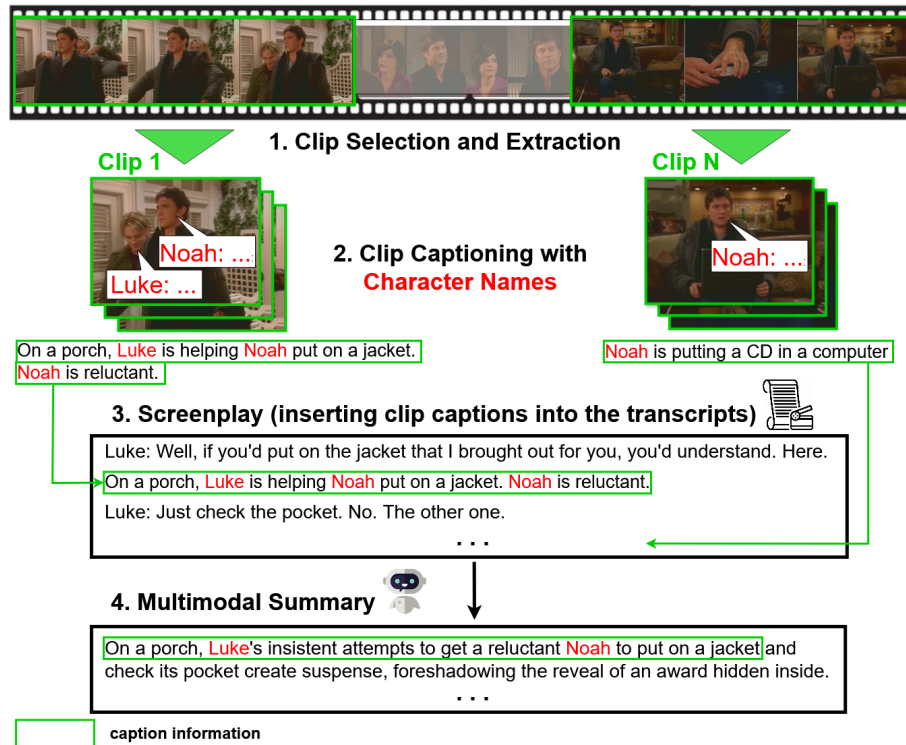 1. Clip Selection and Extraction
Clip 1
Clip N
Noah: ...
Luke: ...
2. Clip Captioning with
Character Names
Noah: ...
On a porch, Luke is helping Noah put on a jacket.
Noah is reluctant.
Noah is putting a CD in a computer
3. Screenplay (inserting clip captions into the transcripts)
Luke: Well, if you'd put on the jacket that I brought out for you, you'd understand. Here.
On a porch, Luke is helping Noah put on a jacket. Noah is reluctant.
Luke: Just check the pocket. No. The other one.
. . .
4. Multimodal Summary
On a porch, Luke's insistent attempts to get a reluctant Noah to put on a jacket and
check its pocket create suspense, foreshadowing the reveal of an award hidden inside.
. . .
caption information